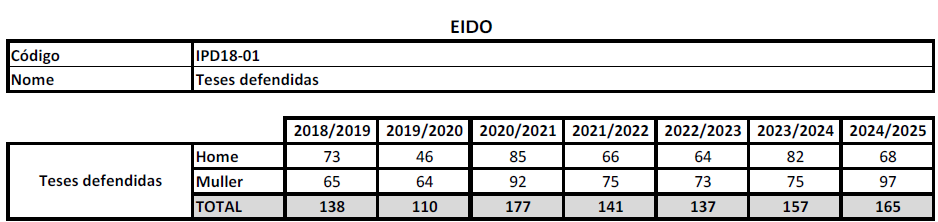 EIDO
Código IPD18-01
Nome Teses defendidas
2018/2019 2019/2020 2020/2021 2021/2022 2022/2023 2023/2024 2024/2025
Home 73 46 85 66 64 82 68
Teses defendidas Muller 65 64 92 75 73 75 97
TOTAL 138 110 177 141 137 157 165